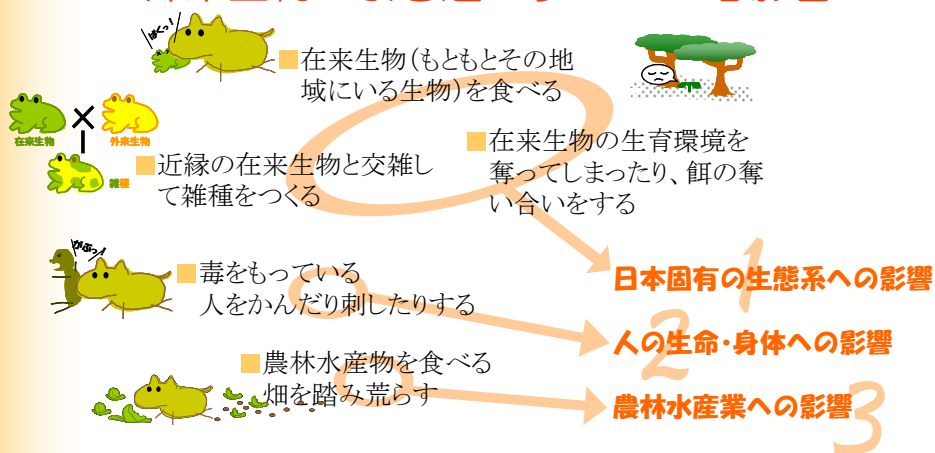 ぱくっ!
■在来生物(もともとその地
域にいる生物)を食べる
在来生物
×
外来生物
雑種
■近縁の在来生物と交雑し
て雑種をつくる
■在来生物の生育環境を
奪ってしまったり、餌の奪
い合いをする
がぶっ!
■毒をもっている
人をかんだり刺したりする
■農林水産物を食べる
畑を踏み荒らす
1
日本固有の生態系への影響
2
人の生命・身体への影響
3
農林水産業への影響